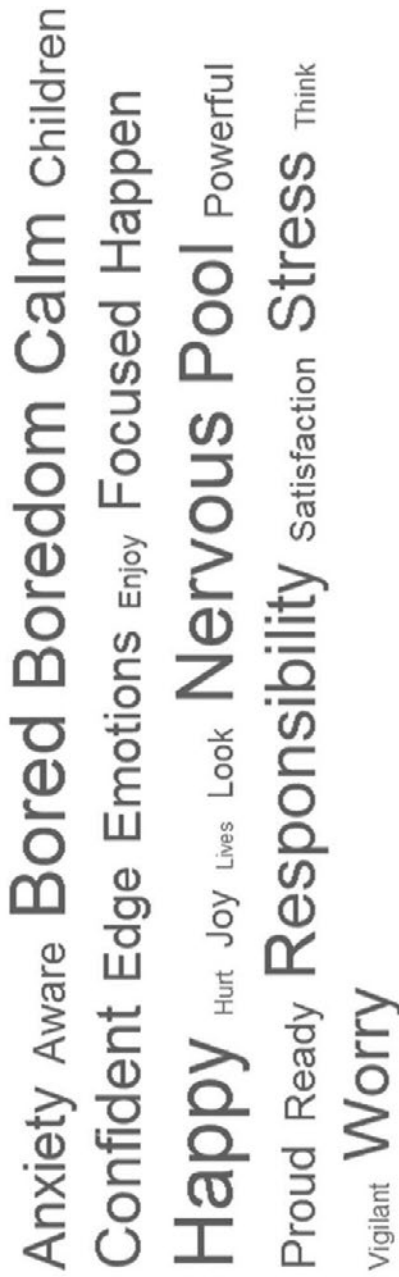 Anxiety Aware Bored Boredom Calm Children
Confident Edge Emotions Enjoy Focused Happen
Happy Hurt Joy Lives Look Nervous Pool Powerful
Proud Ready Responsibility Satisfaction Stress Think
Vigilant Worry